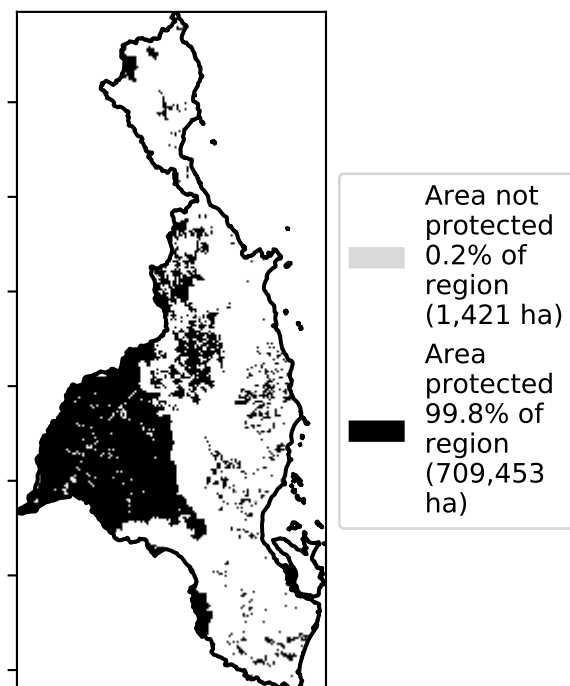 Area not
protected
0.2% of
region
(1,421 ha)
Area
protected
99.8% of
region
(709,453
ha)